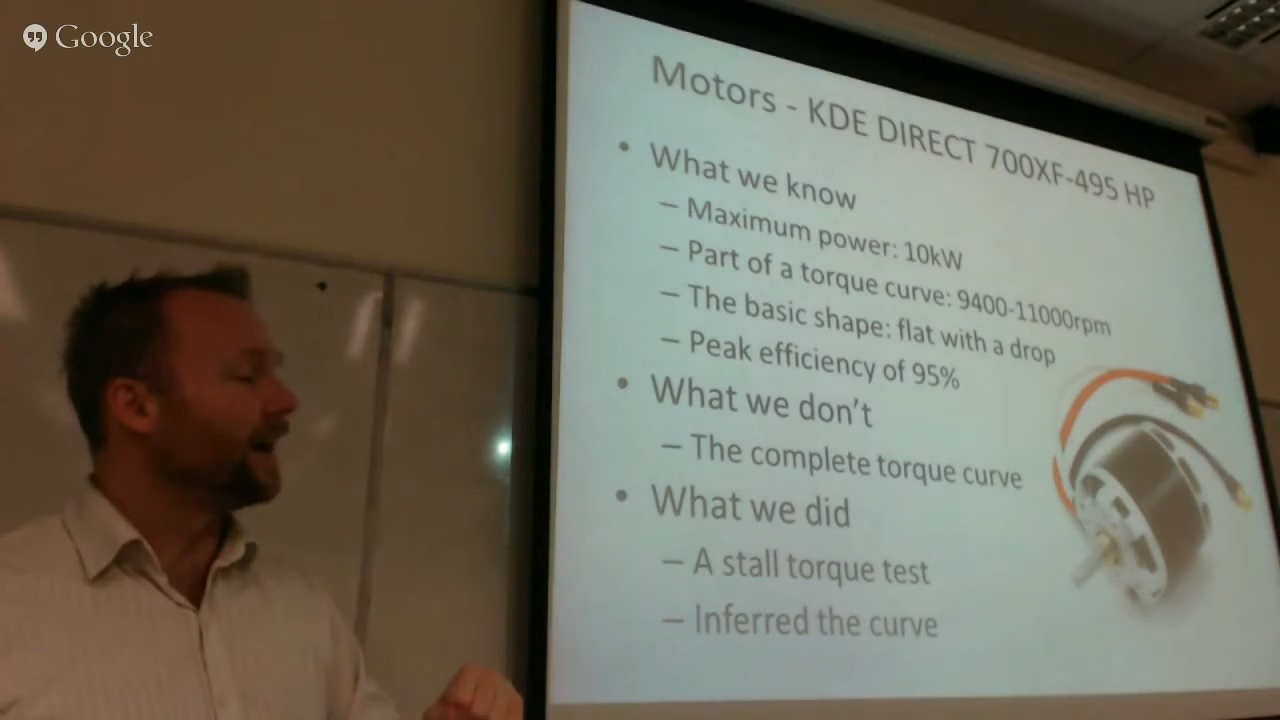 Google
Motors - KDE DIRECT 700XF-495 HP
• What we know
– Maximum power: 10kW
– Part of a torque curve: 9400-11000rpm
– The basic shape: flat with a drop
– Peak efficiency of 95%
• What we don't
– The complete torque curve
• What we did
– A stall torque test
– Inferred the curve